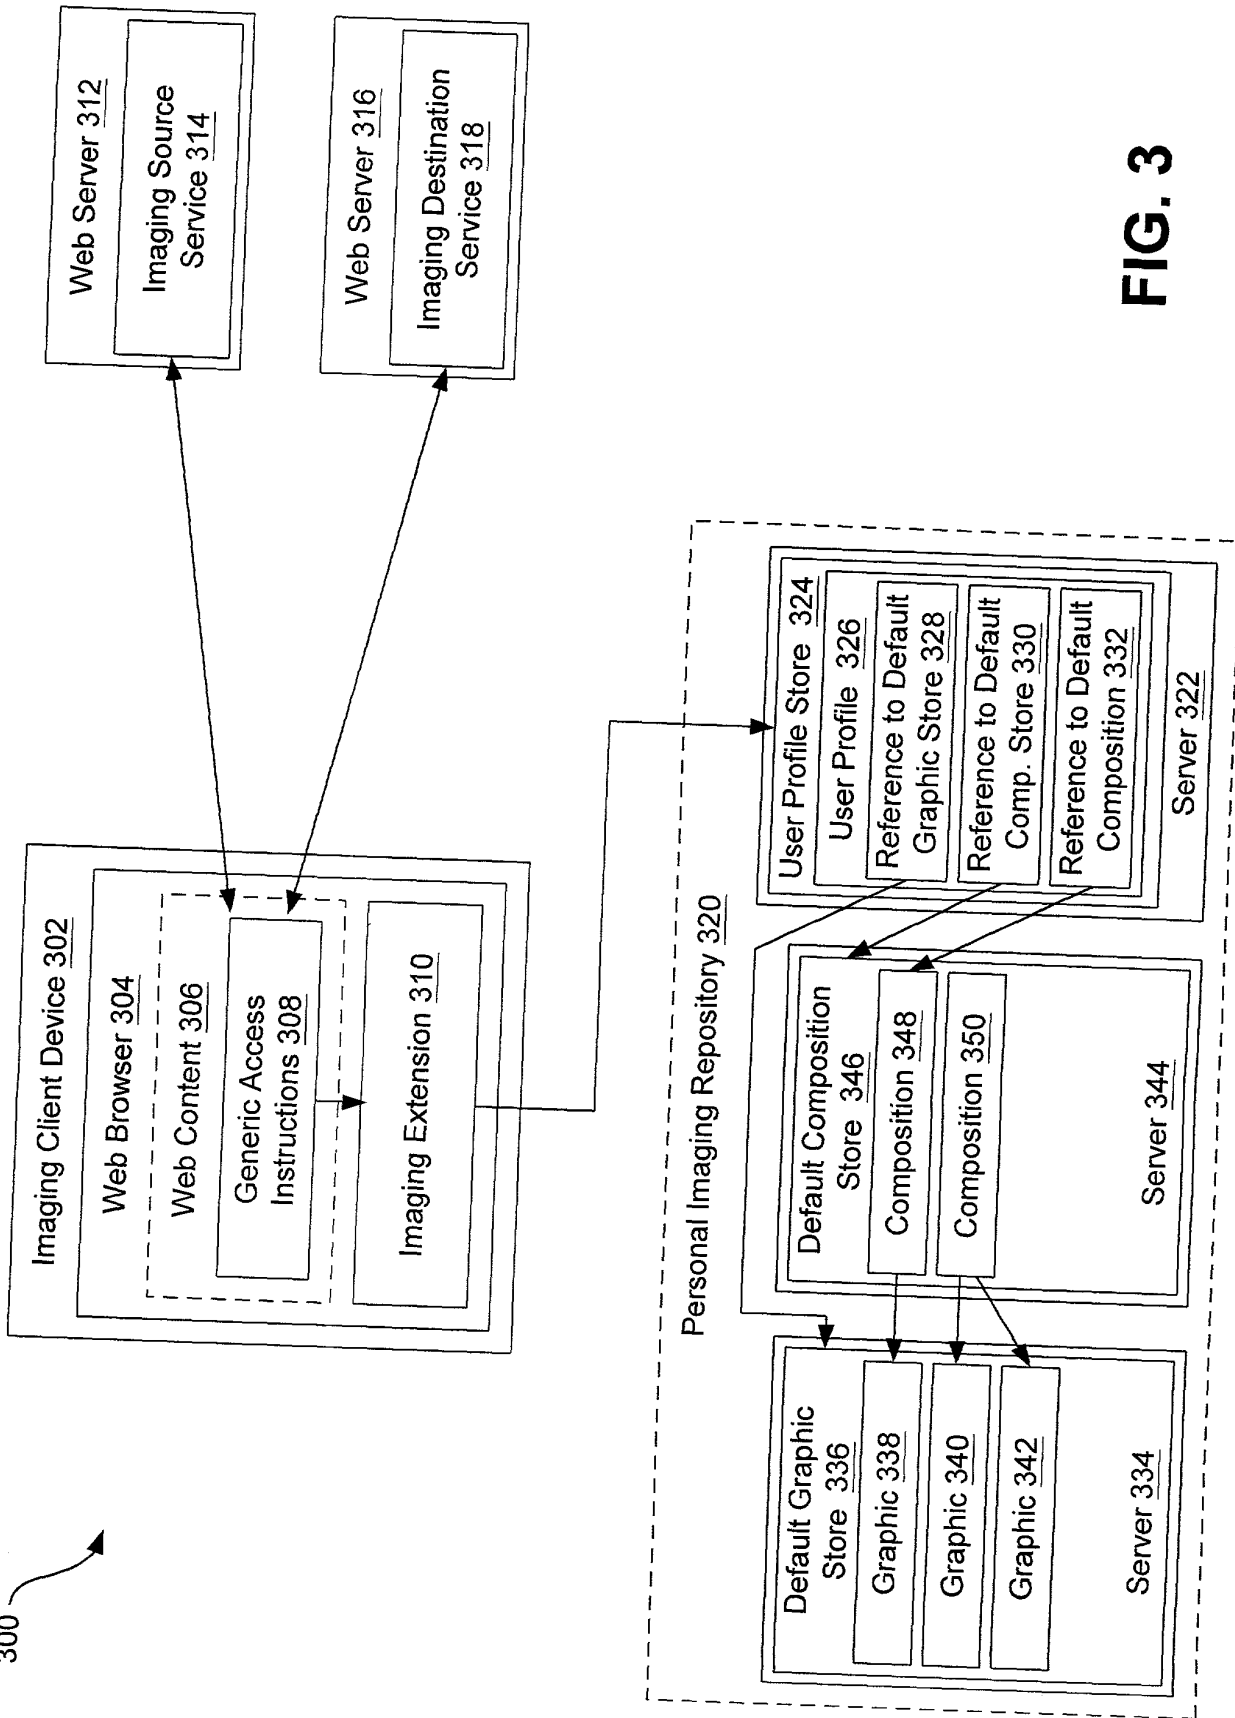 300
Imaging Client Device 302
Web Browser 304
Web Content 306
Generic Access
Instructions 308
Imaging Extension 310
Web Server 312
Imaging Source
Service 314
Web Server 316
Imaging Destination
Service 318
Personal Imaging Repository 320
Default Graphic
Store 336
Graphic 338
Graphic 340
Graphic 342
Server 334
Default Composition
Store 346
Composition 348
Composition 350
Server 344
User Profile Store 324
User Profile 326
Reference to Default
Graphic Store 328
Reference to Default
Comp. Store 330
Reference to Default
Composition 332
Server 322
FIG. 3